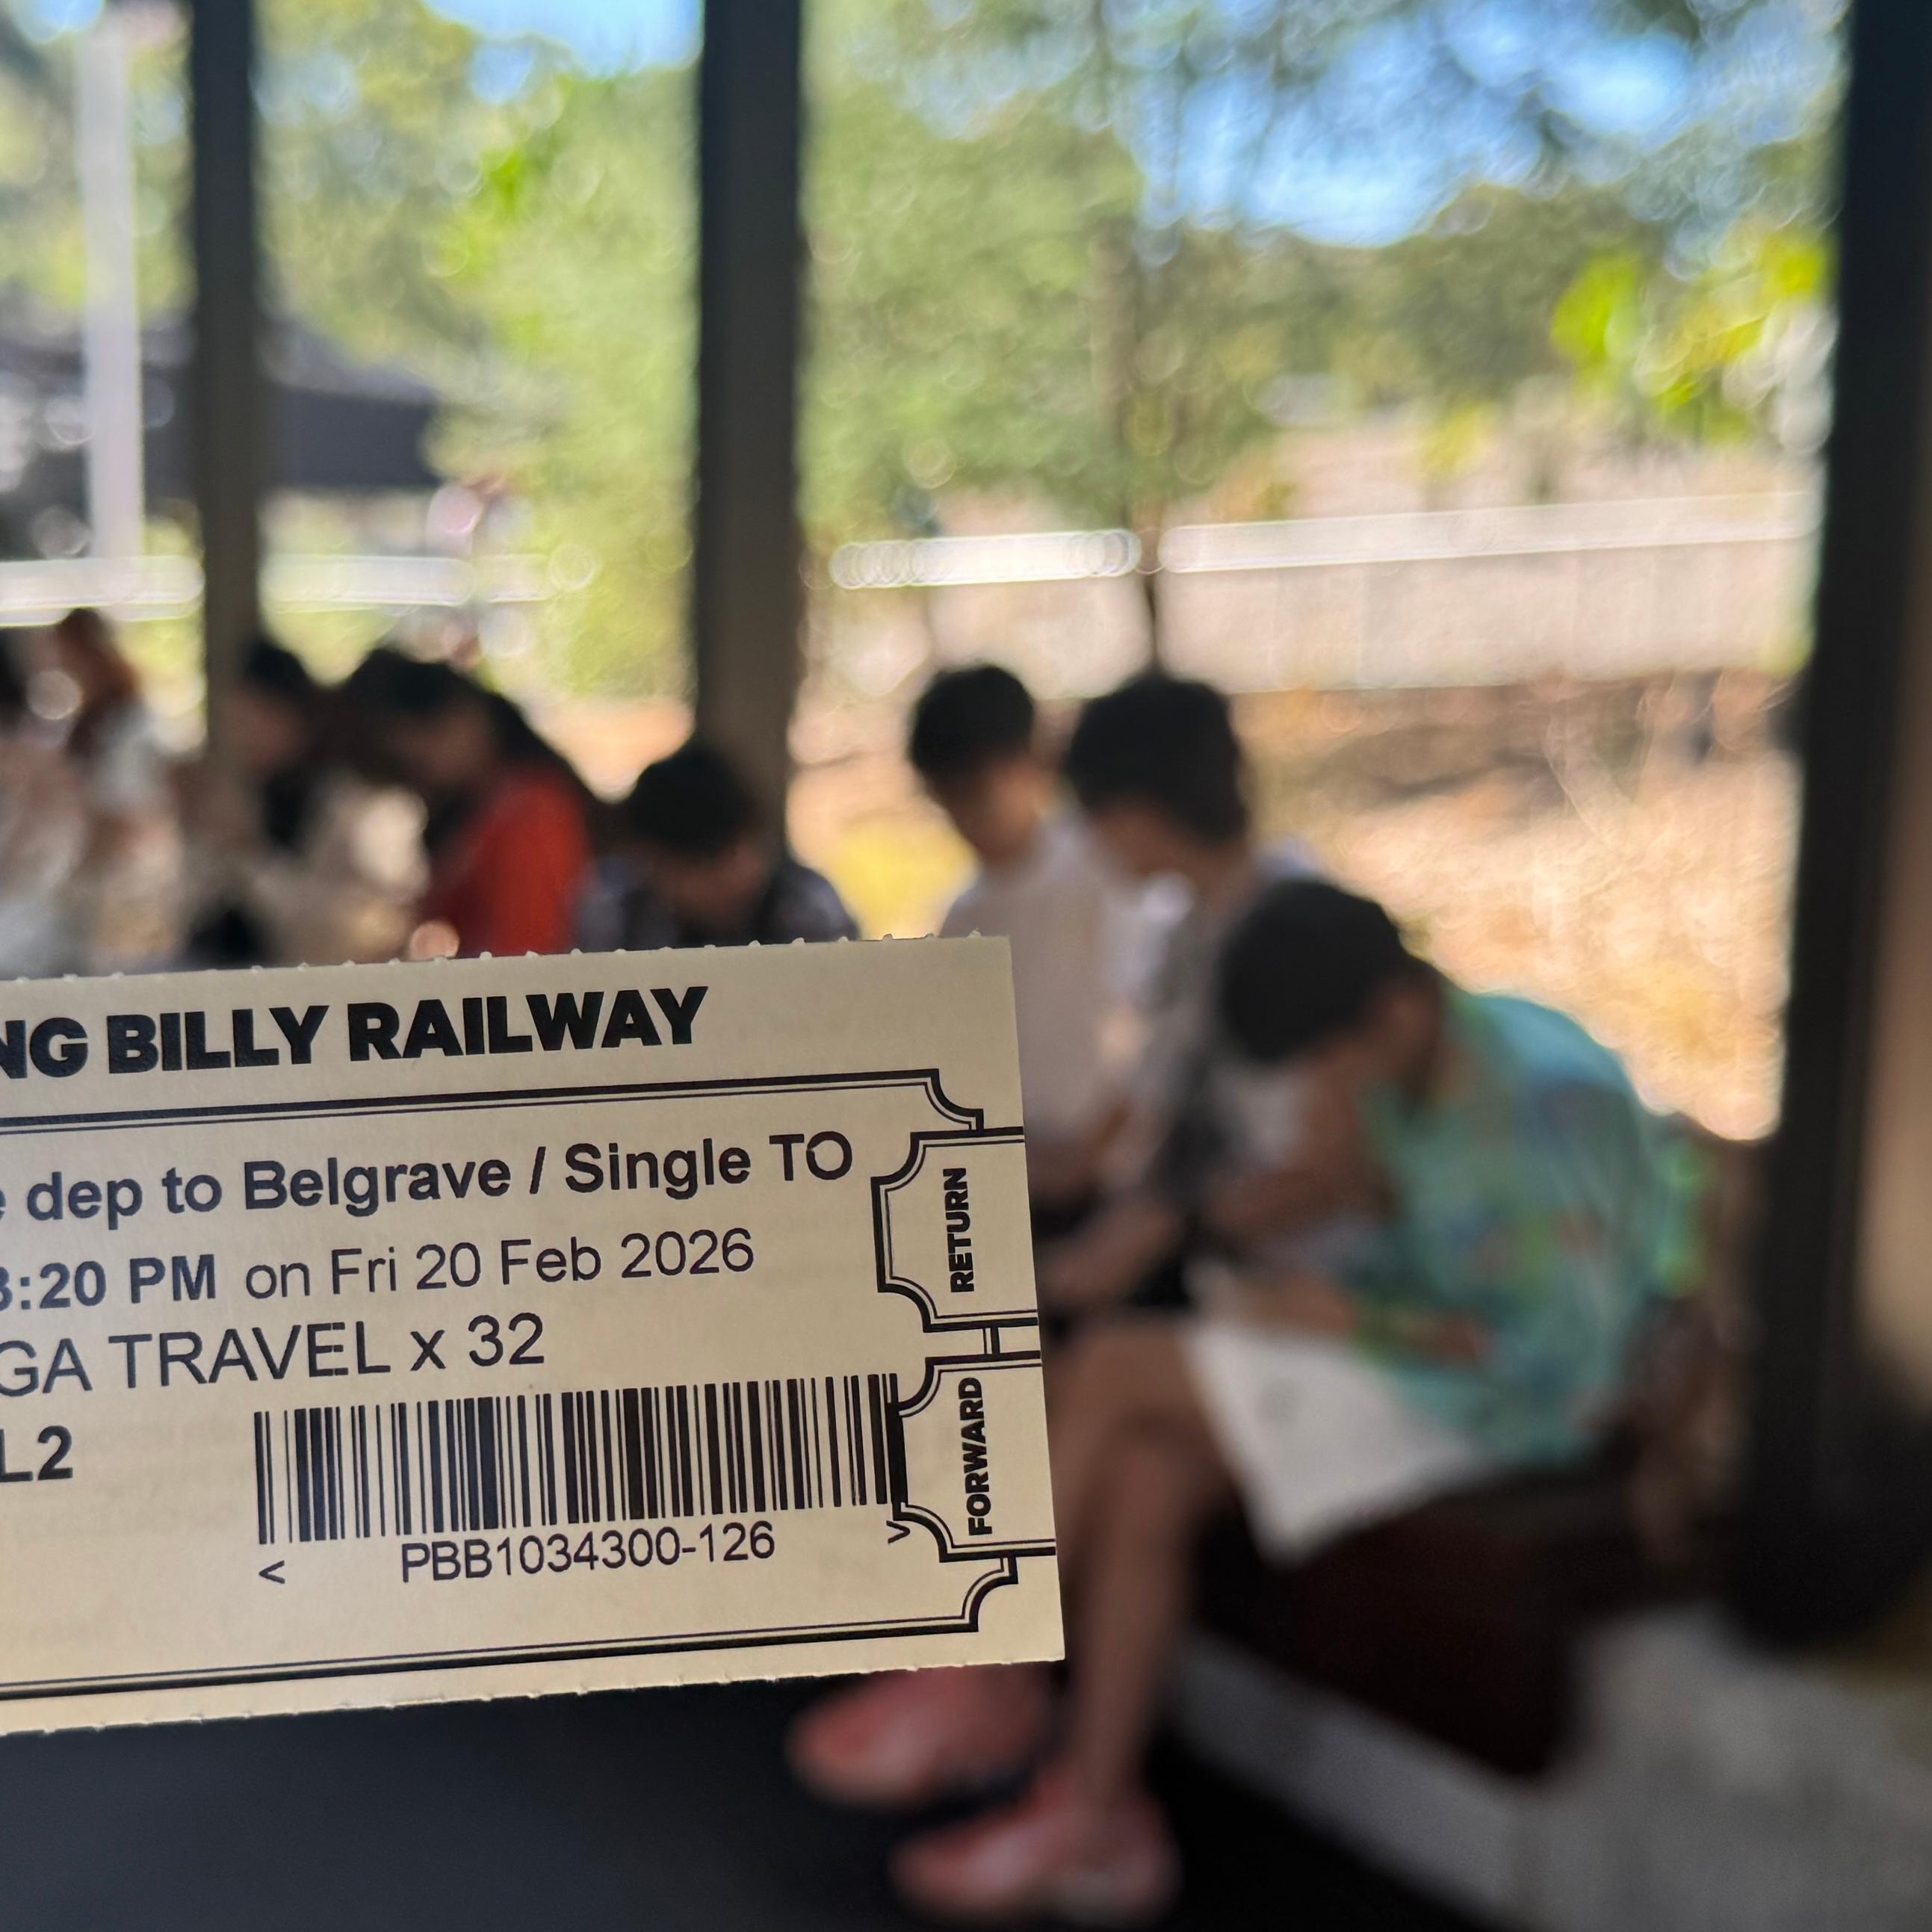 NG BILLY RAILWAY
dep to Belgrave / Single TO
3:20 PM on Fri 20 Feb 2026
GA TRAVEL x 32
L2
< PBB1034300-126 >
RETURN
FORWARD